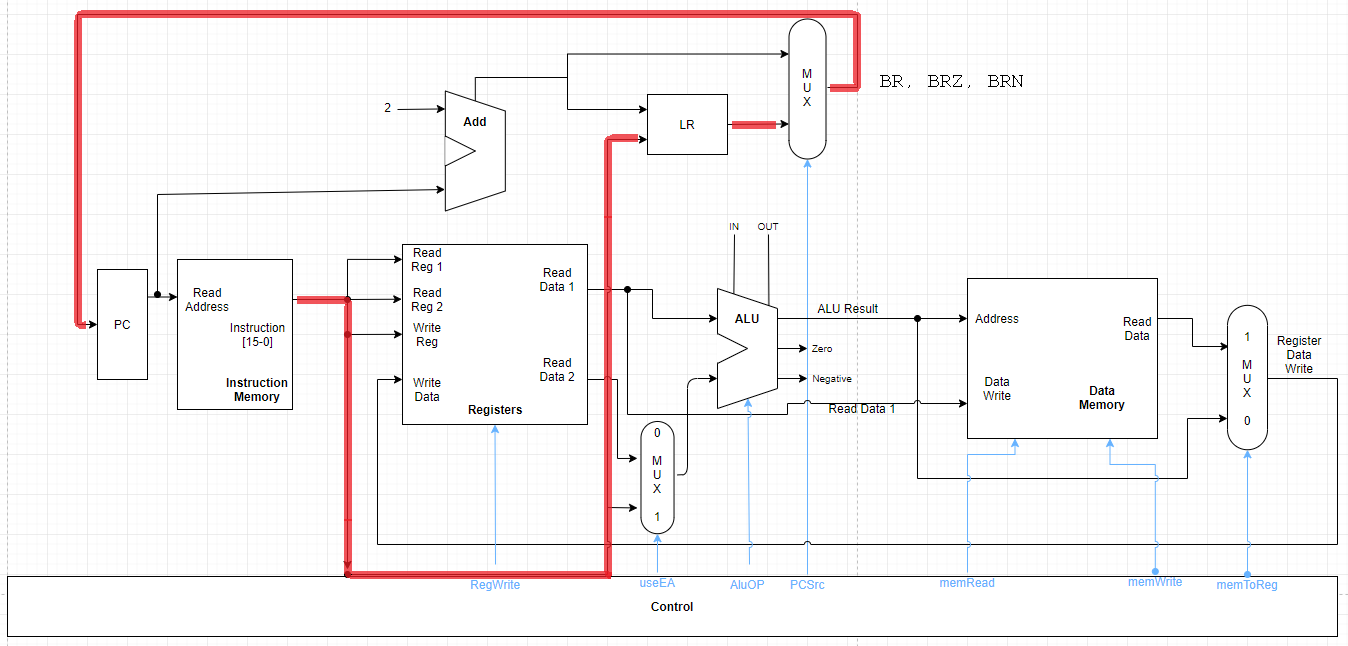 BR, BRZ, BRN
M
U
X
2
Add
LR
IN
OUT
PC
Read
Address
Instruction
[15-0]
Instruction
Memory
Read
Reg 1
Read
Reg 2
Write
Reg
Write
Data
Read
Data 1
Read
Data 2
Registers
0
M
U
X
1
ALU
ALU Result
Zero
Negative
Read Data 1
Address
Read
Data
Data
Write
Data
Memory
1
M
U
X
0
Register
Data
Write
RegWrite
useEA
AluOP
PCSrc
memRead
memWrite
memToReg
Control